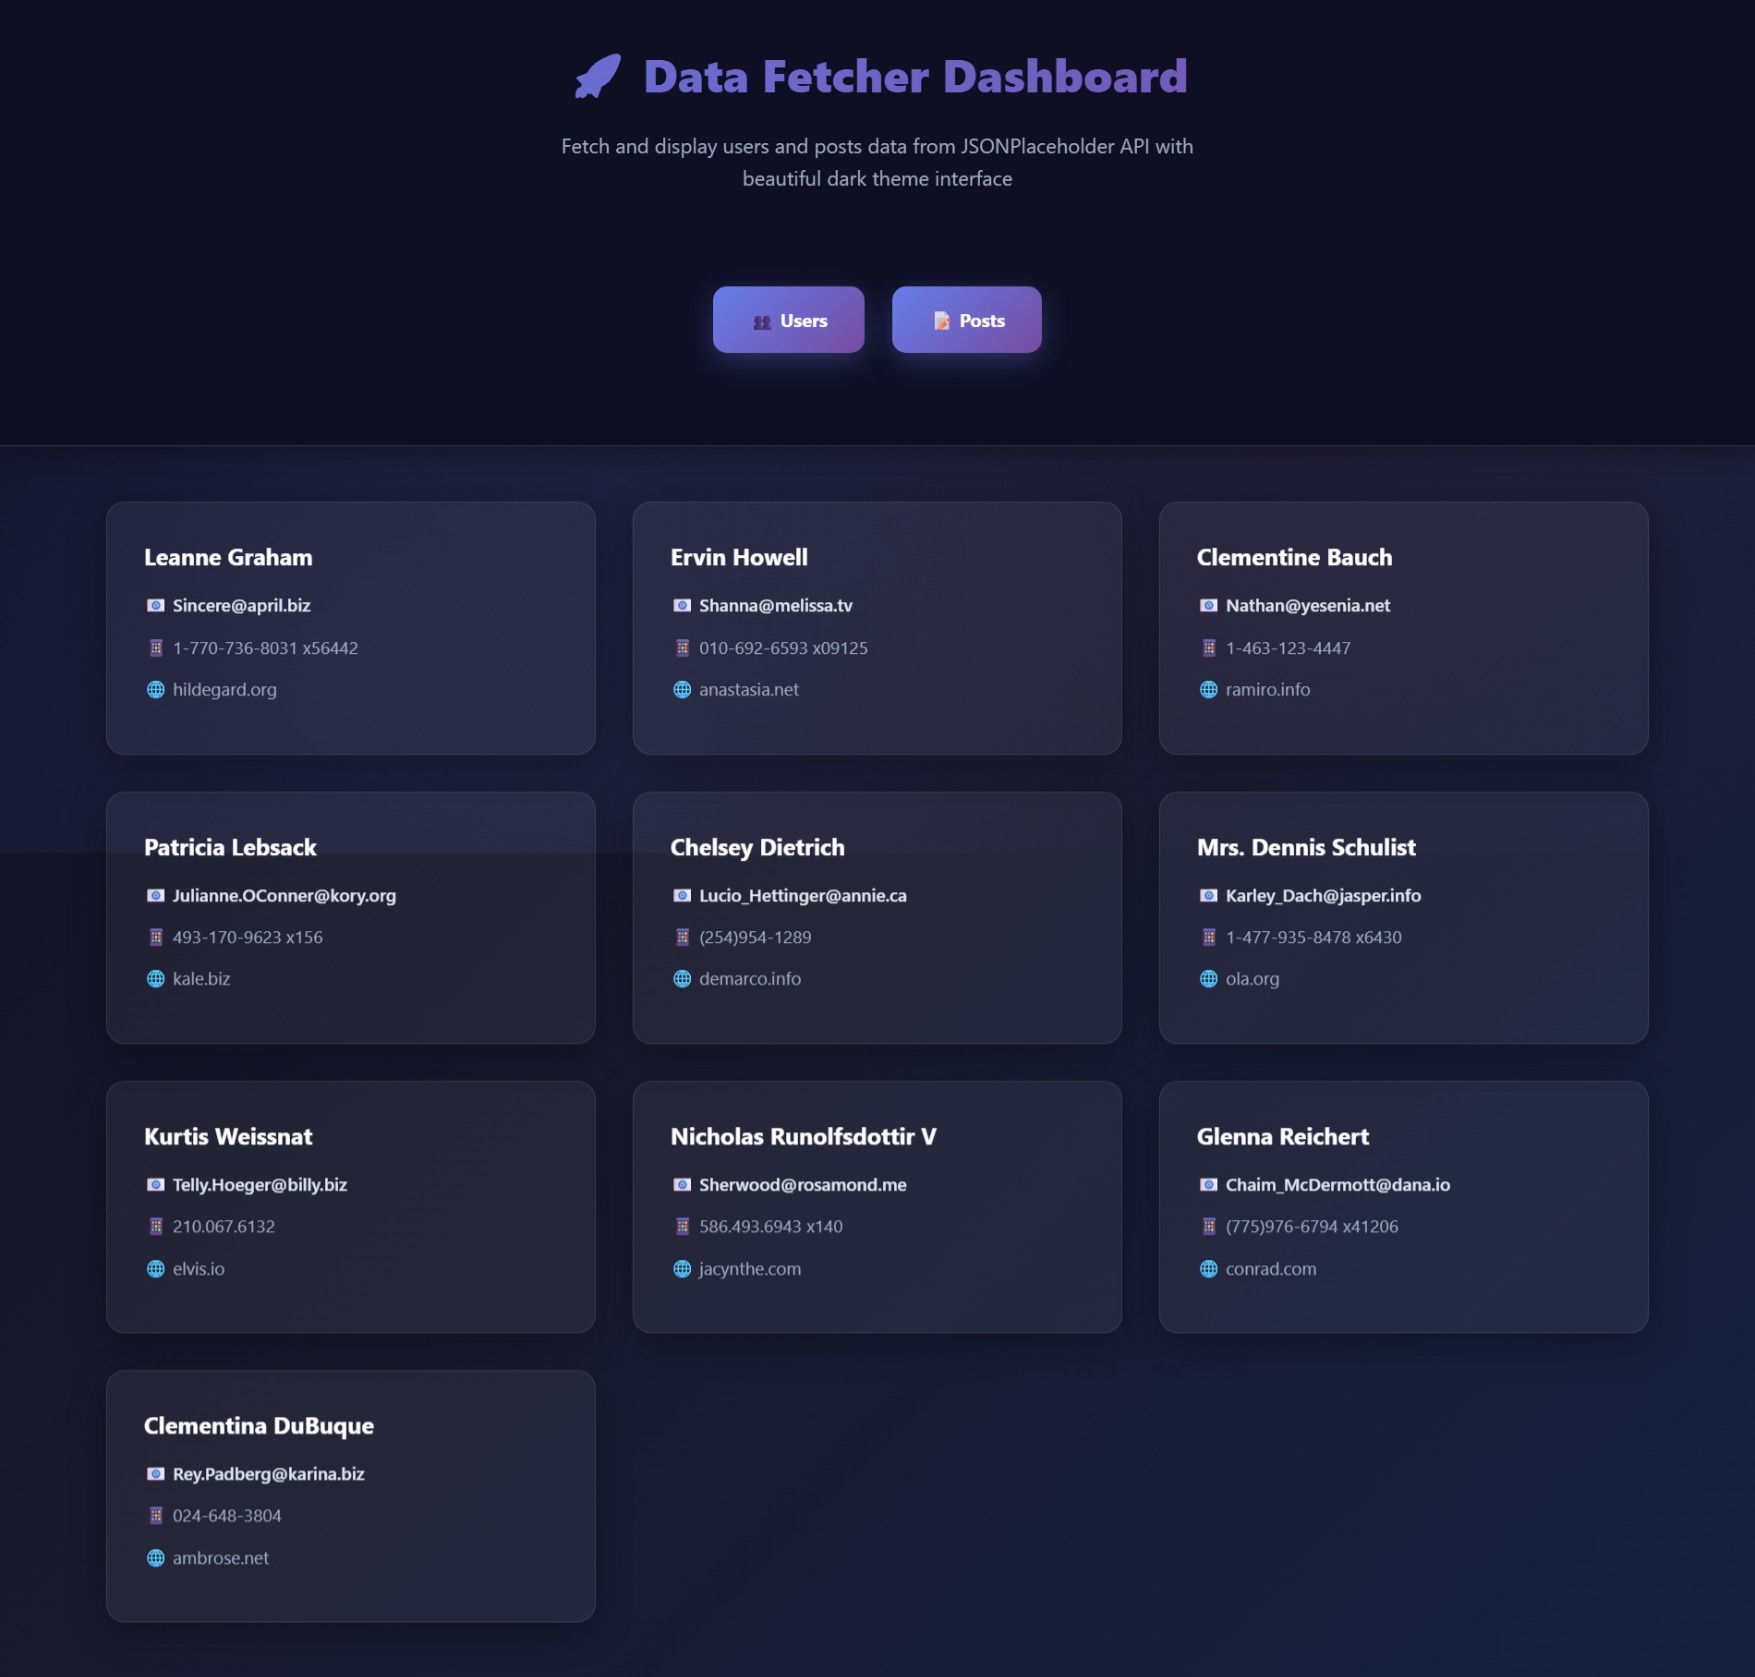 Data Fetcher Dashboard
Fetch and display users and posts data from JSONPlaceholder API with
beautiful dark theme interface
Users
Posts
Leanne Graham
Sincere@april.biz
1-770-736-8031 x56442
hildegard.org
Ervin Howell
Shanna@melissa.tv
010-692-6593 x09125
anastasia.net
Clementine Bauch
Nathan@yesenia.net
1-463-123-4447
ramiro.info
Patricia Lebsack
Julianne.OConner@kory.org
493-170-9623 x156
kale.biz
Chelsey Dietrich
Lucio_Hettinger@annie.ca
(254)954-1289
demarco.info
Mrs. Dennis Schulist
Karley_Dach@jasper.info
1-477-935-8478 x6430
ola.org
Kurtis Weissnat
Telly.Hoeger@billy.biz
210.067.6132
elvis.io
Nicholas Runolfsdottir V
Sherwood@rosamond.me
586.493.6943 x140
jacynthe.com
Glenna Reichert
Chaim_McDermott@dana.io
(775)976-6794 x41206
conrad.com
Clementina DuBuque
Rey.Padberg@karina.biz
024-648-3804
ambrose.net